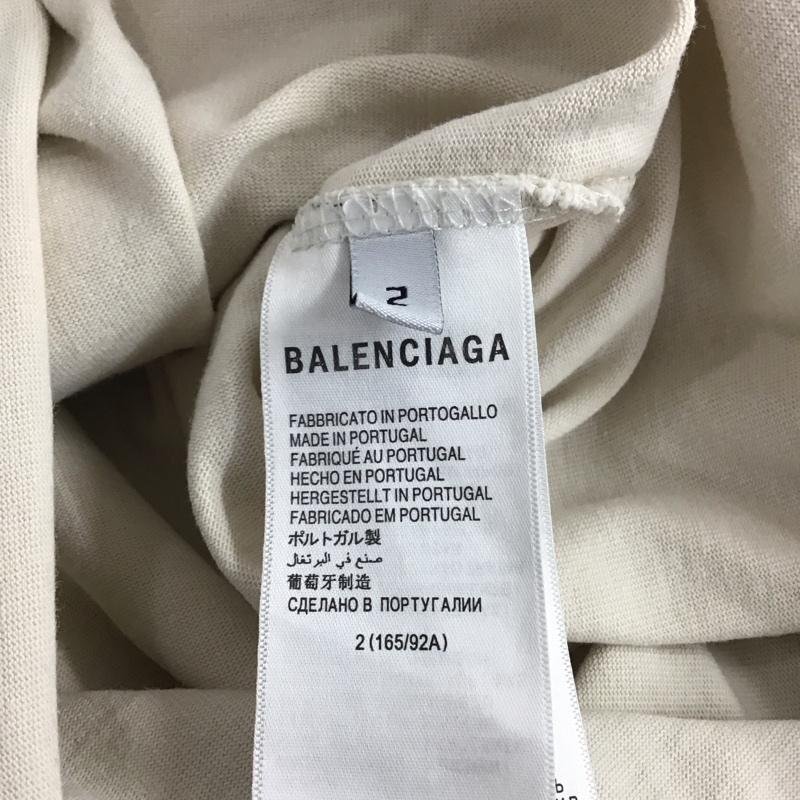 2
BALENCIAGA
FABBRICATO IN PORTOGALLO
MADE IN PORTUGAL
FABRIQUÉ AU PORTUGAL
HECHO EN PORTUGAL
HERGESTELLT IN PORTUGAL
FABRICADO EM PORTUGAL
ポルトガル製
صنع في البرتغال
葡萄牙制造
СДЕЛАНО В ПОРТУГАЛИИ
2 (165/92A)